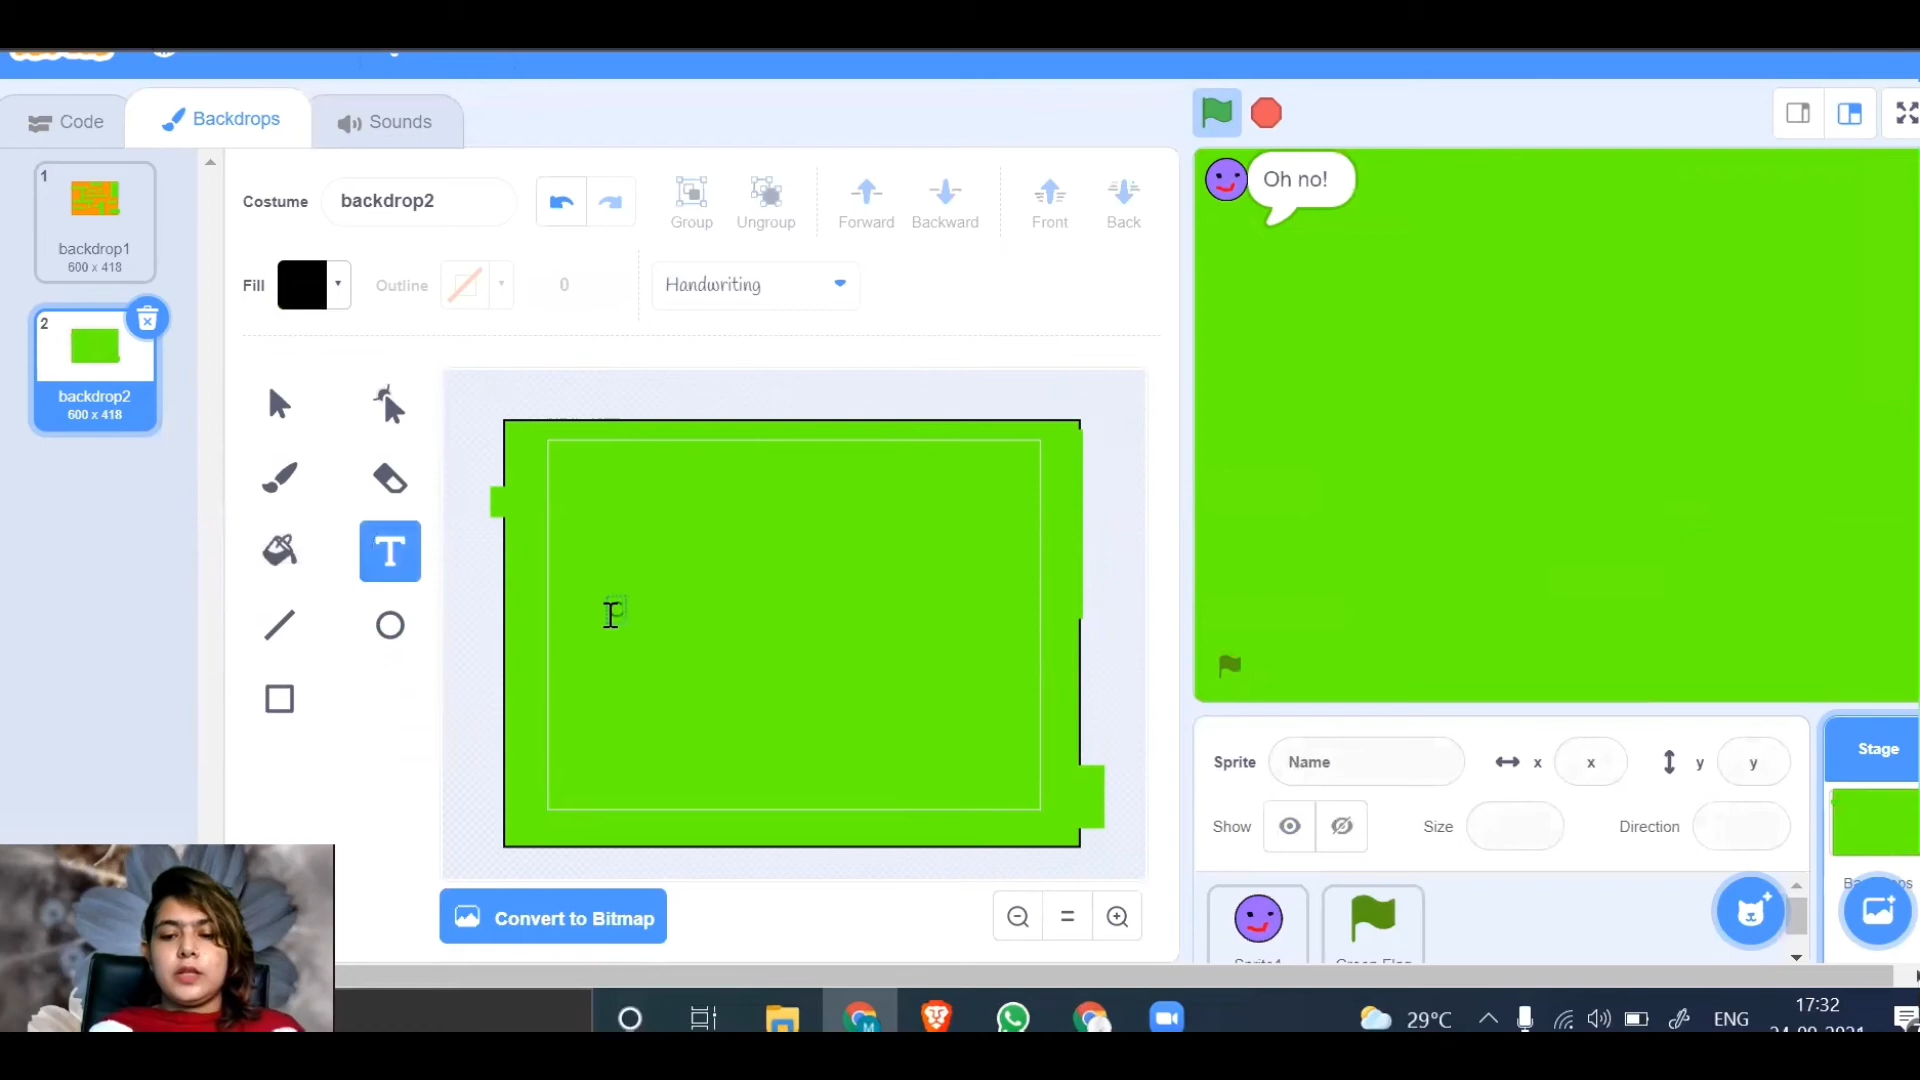 Code
Backdrops
Sounds
1
backdrop1
600 x 418
2
backdrop2
600 x 418
Costume
backdrop2
Group
Ungroup
Forward
Backward
Front
Back
Fill
Outline
0
Handwriting
Convert to Bitmap
Oh no!
Sprite
Name
x
x
y
y
Show
Size
Direction
Stage
29°C
ENG
17:32